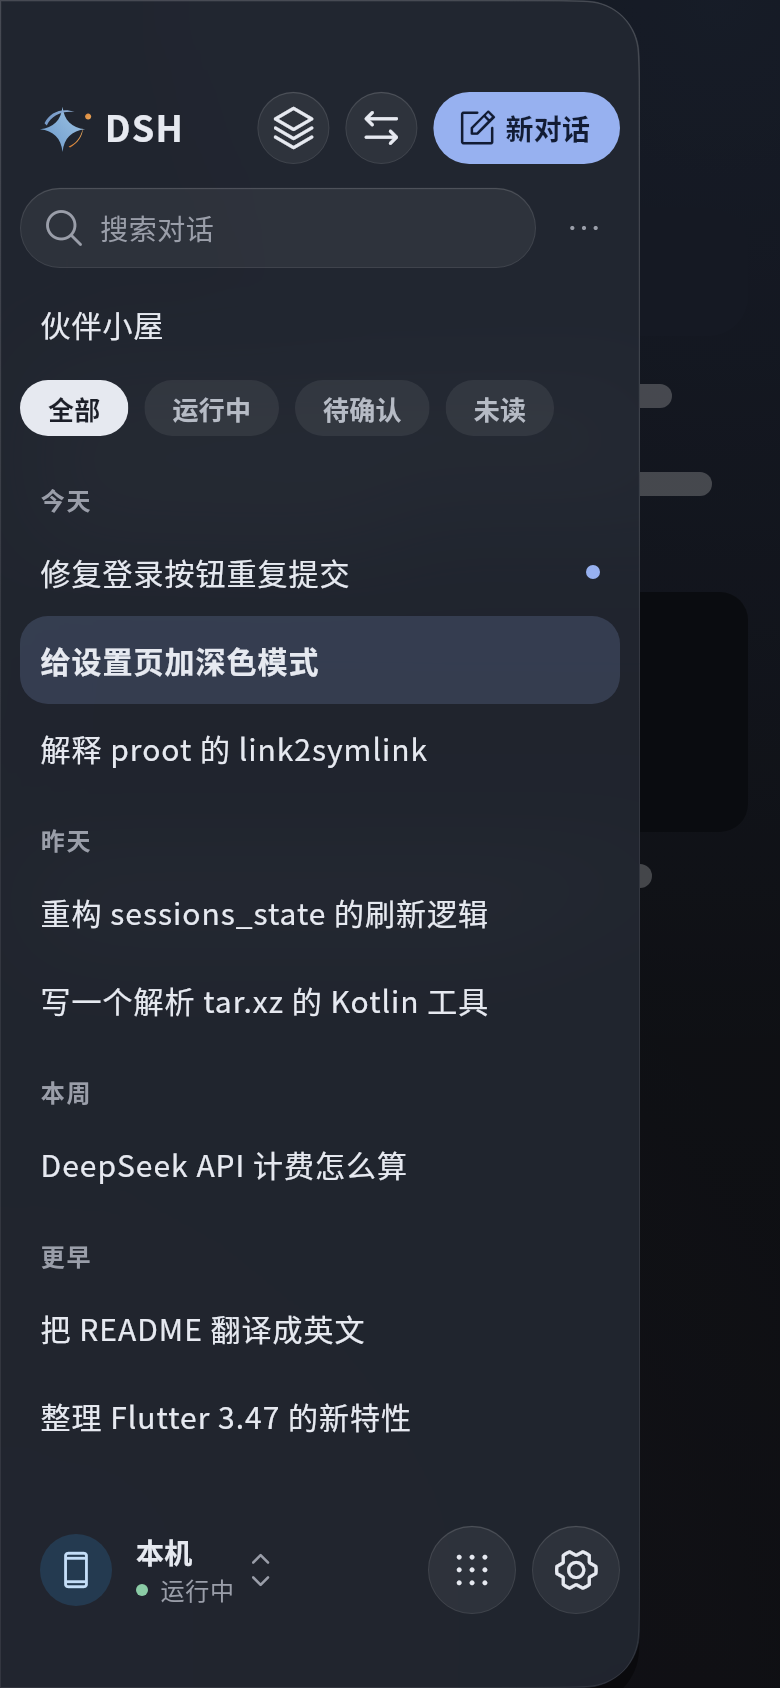 DSH
新对话
搜索对话
伙伴小屋
全部 运行中 待确认 未读
今天
修复登录按钮重复提交
给设置页加深色模式
解释 proot 的 link2symlink
昨天
重构 sessions_state 的刷新逻辑
写一个解析 tar.xz 的 Kotlin 工具
本周
DeepSeek API 计费怎么算
更早
把 README 翻译成英文
整理 Flutter 3.47 的新特性
本机
运行中